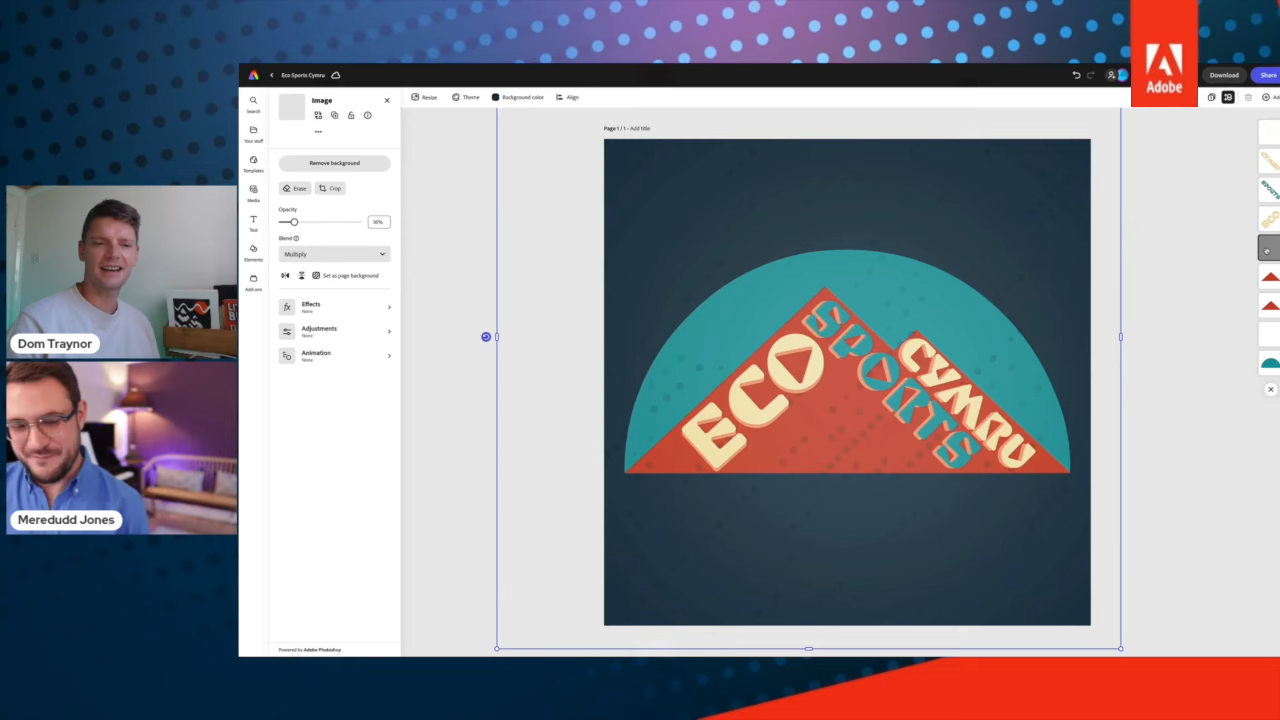 Adobe
Eco Sports Cymru
Download
Share
Search
Your stuff
Templates
Media
Text
Elements
Add-ons
Image
Remove background
Erase
Crop
Opacity
16%
Blend
Multiply
Set as page background
fx
Effects
None
Adjustments
None
Animation
None
Powered by Adobe Photoshop
Resize
Theme
Background color
Align
Page 1 / 1 - Add title
ECO
SPORTS
CYMRU
Dom Traynor
Meredudd Jones